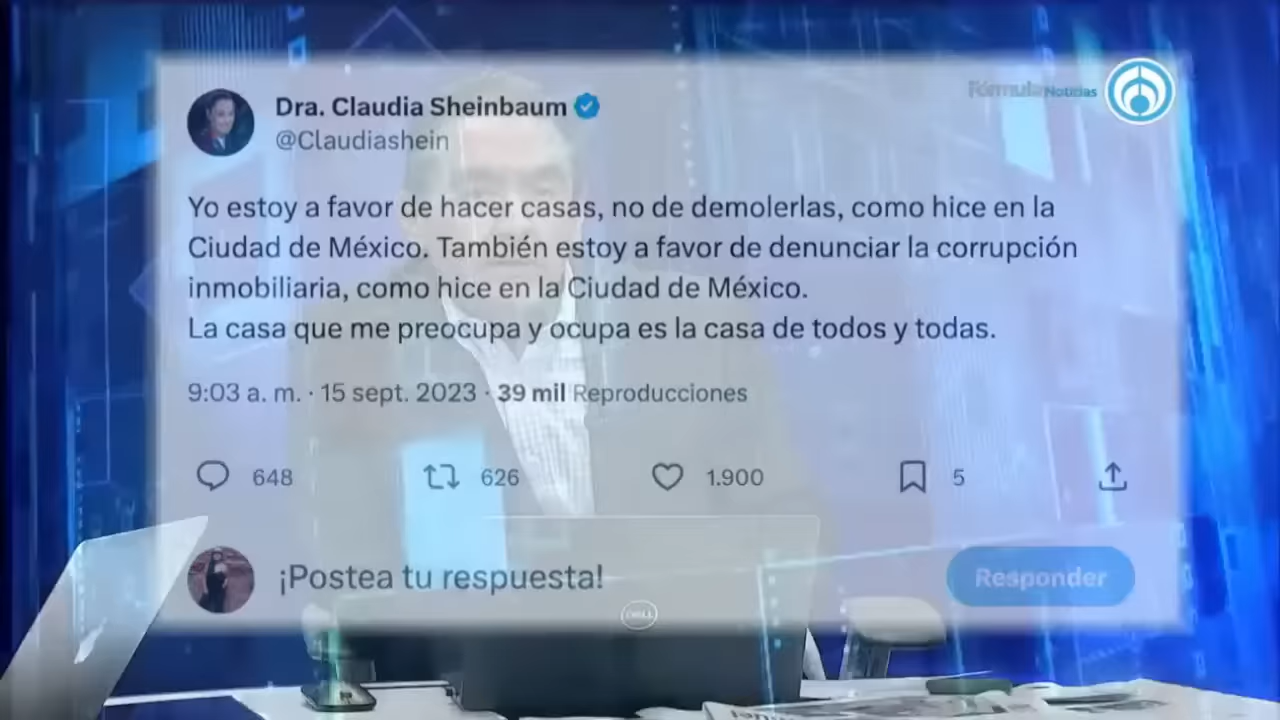 Fórmula Noticias
Dra. Claudia Sheinbaum
@Claudiashein
Yo estoy a favor de hacer casas, no de demolerlas, como hice en la
Ciudad de México. También estoy a favor de denunciar la corrupción
inmobiliaria, como hice en la Ciudad de México.
La casa que me preocupa y ocupa es la casa de todos y todas.
9:03 a. m. · 15 sept. 2023 · 39 mil Reproducciones
648 626 1.900 5
¡Postea tu respuesta!
Responder
DELL